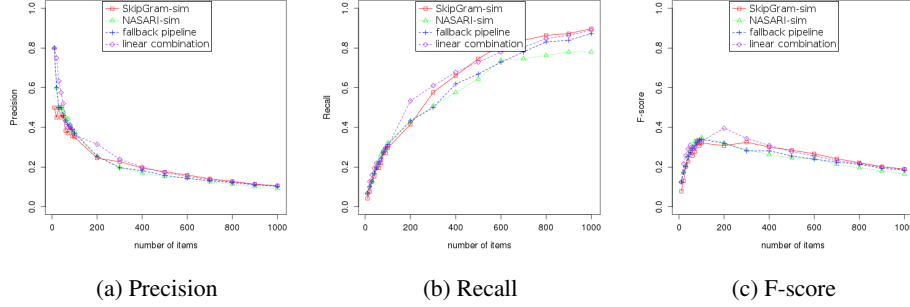 SkipGram-sim
NASARI-sim
fallback pipeline
linear combination
Precision
1.0
0.8
0.6
0.4
0.2
0.0
0 200 400 600 800 1000
number of items
(a) Precision
SkipGram-sim
NASARI-sim
fallback pipeline
linear combination
Recall
1.0
0.8
0.6
0.4
0.2
0.0
0 200 400 600 800 1000
number of items
(b) Recall
SkipGram-sim
NASARI-sim
fallback pipeline
linear combination
F-score
1.0
0.8
0.6
0.4
0.2
0.0
0 200 400 600 800 1000
number of items
(c) F-score